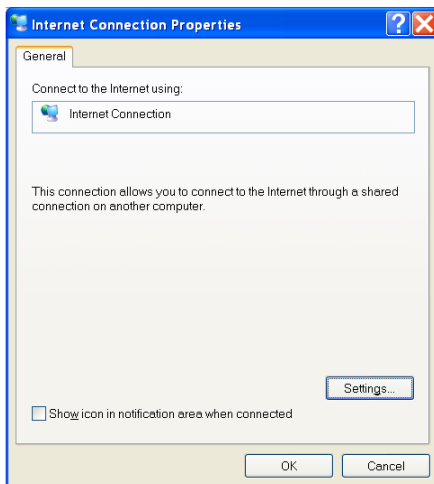 Internet Connection Properties
General
Connect to the Internet using:
Internet Connection
This connection allows you to connect to the Internet through a shared
connection on another computer.
Settings...
Show icon in notification area when connected
OK
Cancel